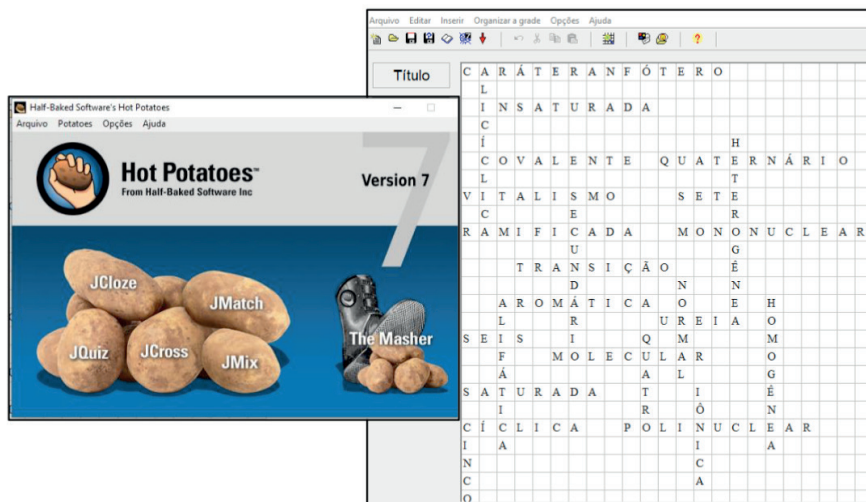 Arquivo Editar Inserir Organizar a grade Opções Ajuda
Título
Half-Baked Software's Hot Potatoes
Arquivo Potatoes Opções Ajuda
Hot Potatoes™
From Half-Baked Software Inc
Version 7
7
JCloze
JMatch
JQuiz
JCross
JMix
The Masher
C A R Á T E R A N F Ó T E R O
L
I N S A T U R A D A
C
Í H
C O V A L E N T E Q U A T E R N Á R I O
L T
V I T A L I S M O S E T E
C E R
R A M I F I C A D A M O N O N U C L E A R
U G
T R A N S I Ç Ã O Ê
D N N
A R O M Á T I C A O E H
L R U R E I A O
S E I S I Q M M
F M O L E C U L A R O
Á A L G
S A T U R A D A T I Ê
I R Ô N
C Í C L I C A P O L I N U C L E A R
I A I A
N C
C A
O